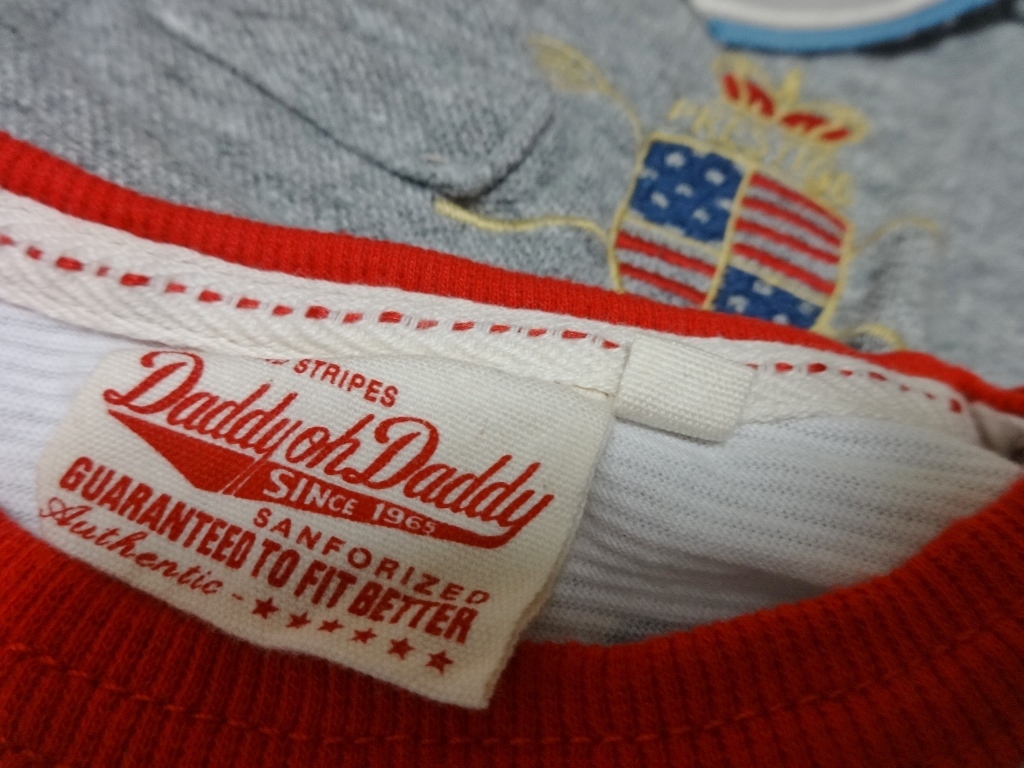 STRIPES
Daddy oh Daddy
SINCE 1965
SANFORIZED
GUARANTEED TO FIT BETTER
Authentic -